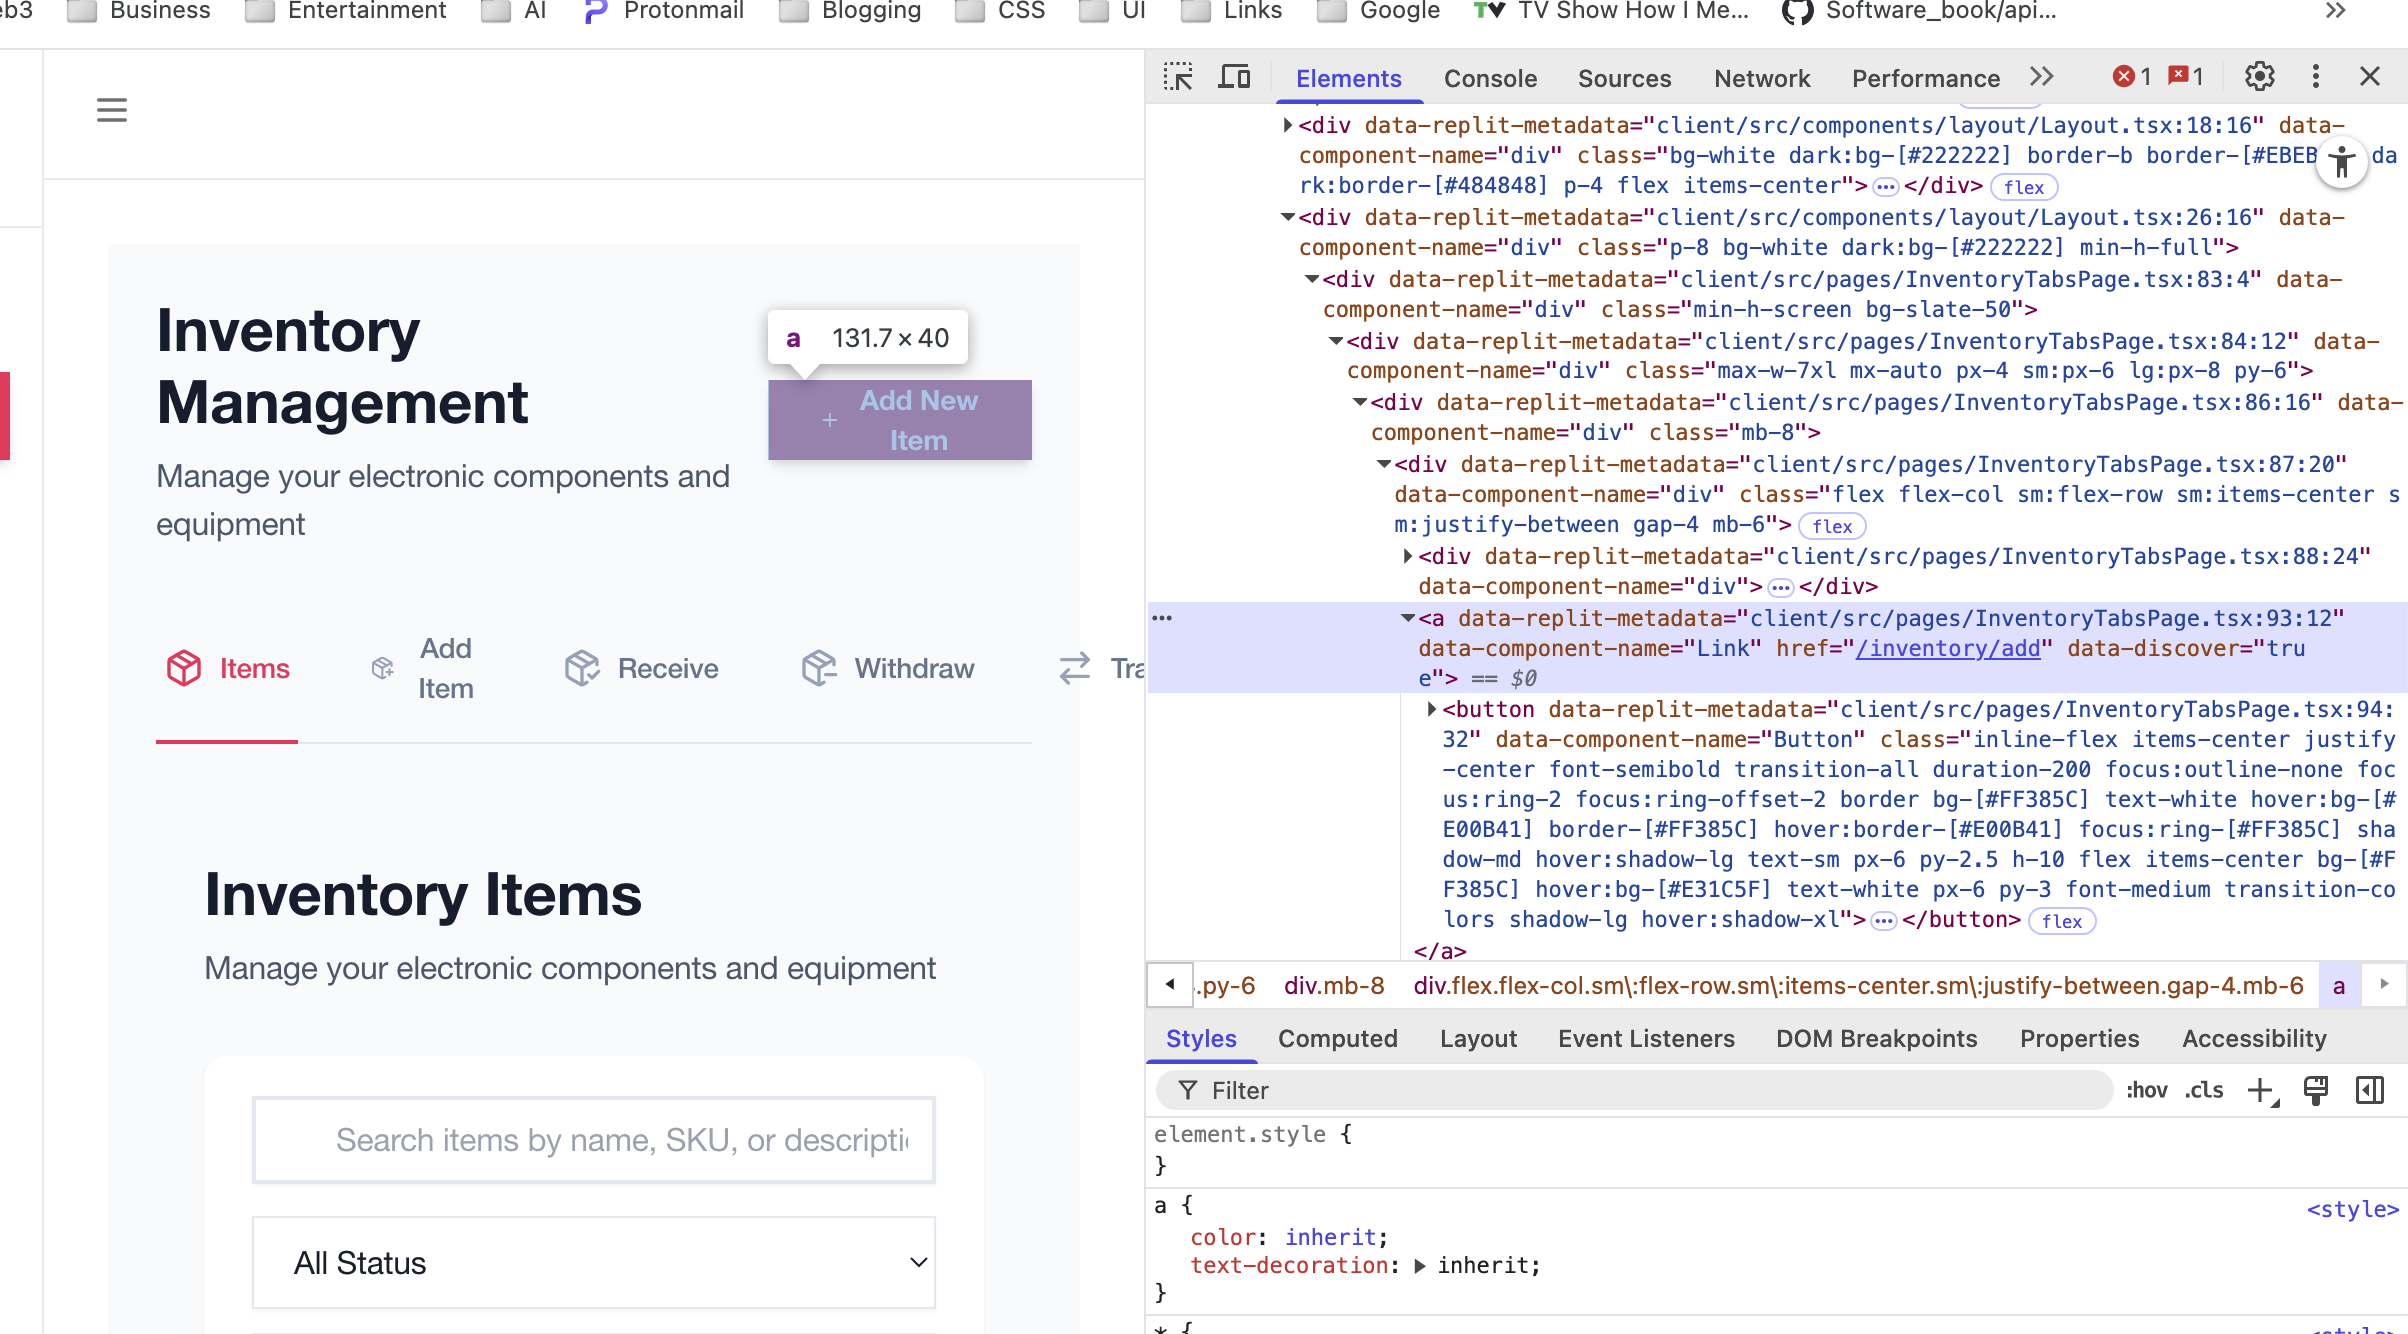 Business Entertainment AI Protonmail Blogging CSS UI Links Google TV Show How I Me... Software_book/api...
Inventory
Management
Manage your electronic components and
equipment
a 131.7 × 40
+ Add New
Item
Items
Add
Item
Receive
Withdraw
Inventory Items
Manage your electronic components and equipment
Search items by name, SKU, or
All Status
Elements Console Sources Network Performance 1 1
<div data-replit-metadata="client/src/components/layout/Layout.tsx:18:16" data-
component-name="div" class="bg-white dark:bg-[#222222] border-b border-[#EBEB da
rk:border-[#484848] p-4 flex items-center"> ... </div> flex
<div data-replit-metadata="client/src/components/layout/Layout.tsx:26:16" data-
component-name="div" class="p-8 bg-white dark:bg-[#222222] min-h-full">
<div data-replit-metadata="client/src/pages/InventoryTabsPage.tsx:83:4" data-
component-name="div" class="min-h-screen bg-slate-50">
<div data-replit-metadata="client/src/pages/InventoryTabsPage.tsx:84:12" data-
component-name="div" class="max-w-7xl mx-auto px-4 sm:px-6 lg:px-8 py-6">
<div data-replit-metadata="client/src/pages/InventoryTabsPage.tsx:86:16" data-
component-name="div" class="mb-8">
<div data-replit-metadata="client/src/pages/InventoryTabsPage.tsx:87:20"
data-component-name="div" class="flex flex-col sm:flex-row sm:items-center s
m:justify-between gap-4 mb-6"> flex
<div data-replit-metadata="client/src/pages/InventoryTabsPage.tsx:88:24"
data-component-name="div"> ... </div>
... <a data-replit-metadata="client/src/pages/InventoryTabsPage.tsx:93:12"
data-component-name="Link" href="/inventory/add" data-discover="tru
e"> == $0
<button data-replit-metadata="client/src/pages/InventoryTabsPage.tsx:94:
32" data-component-name="Button" class="inline-flex items-center justify
-center font-semibold transition-all duration-200 focus:outline-none foc
us:ring-2 focus:ring-offset-2 border bg-[#FF385C] text-white hover:bg-[#
E00B41] border-[#FF385C] hover:border-[#E00B41] focus:ring-[#FF385C] sha
dow-md hover:shadow-lg text-sm px-6 py-2.5 h-10 flex items-center bg-[#F
F385C] hover:bg-[#E31C5F] text-white px-6 py-3 font-medium transition-co
lors shadow-lg hover:shadow-xl"> ... </button> flex
</a>
.py-6 div.mb-8 div.flex.flex-col.sm\:flex-row.sm\:items-center.sm\:justify-between.gap-4.mb-6 a
Styles Computed Layout Event Listeners DOM Breakpoints Properties Accessibility
Filter :hov .cls +
element.style {
}
a { <style>
color: inherit;
text-decoration: inherit;
}
* {